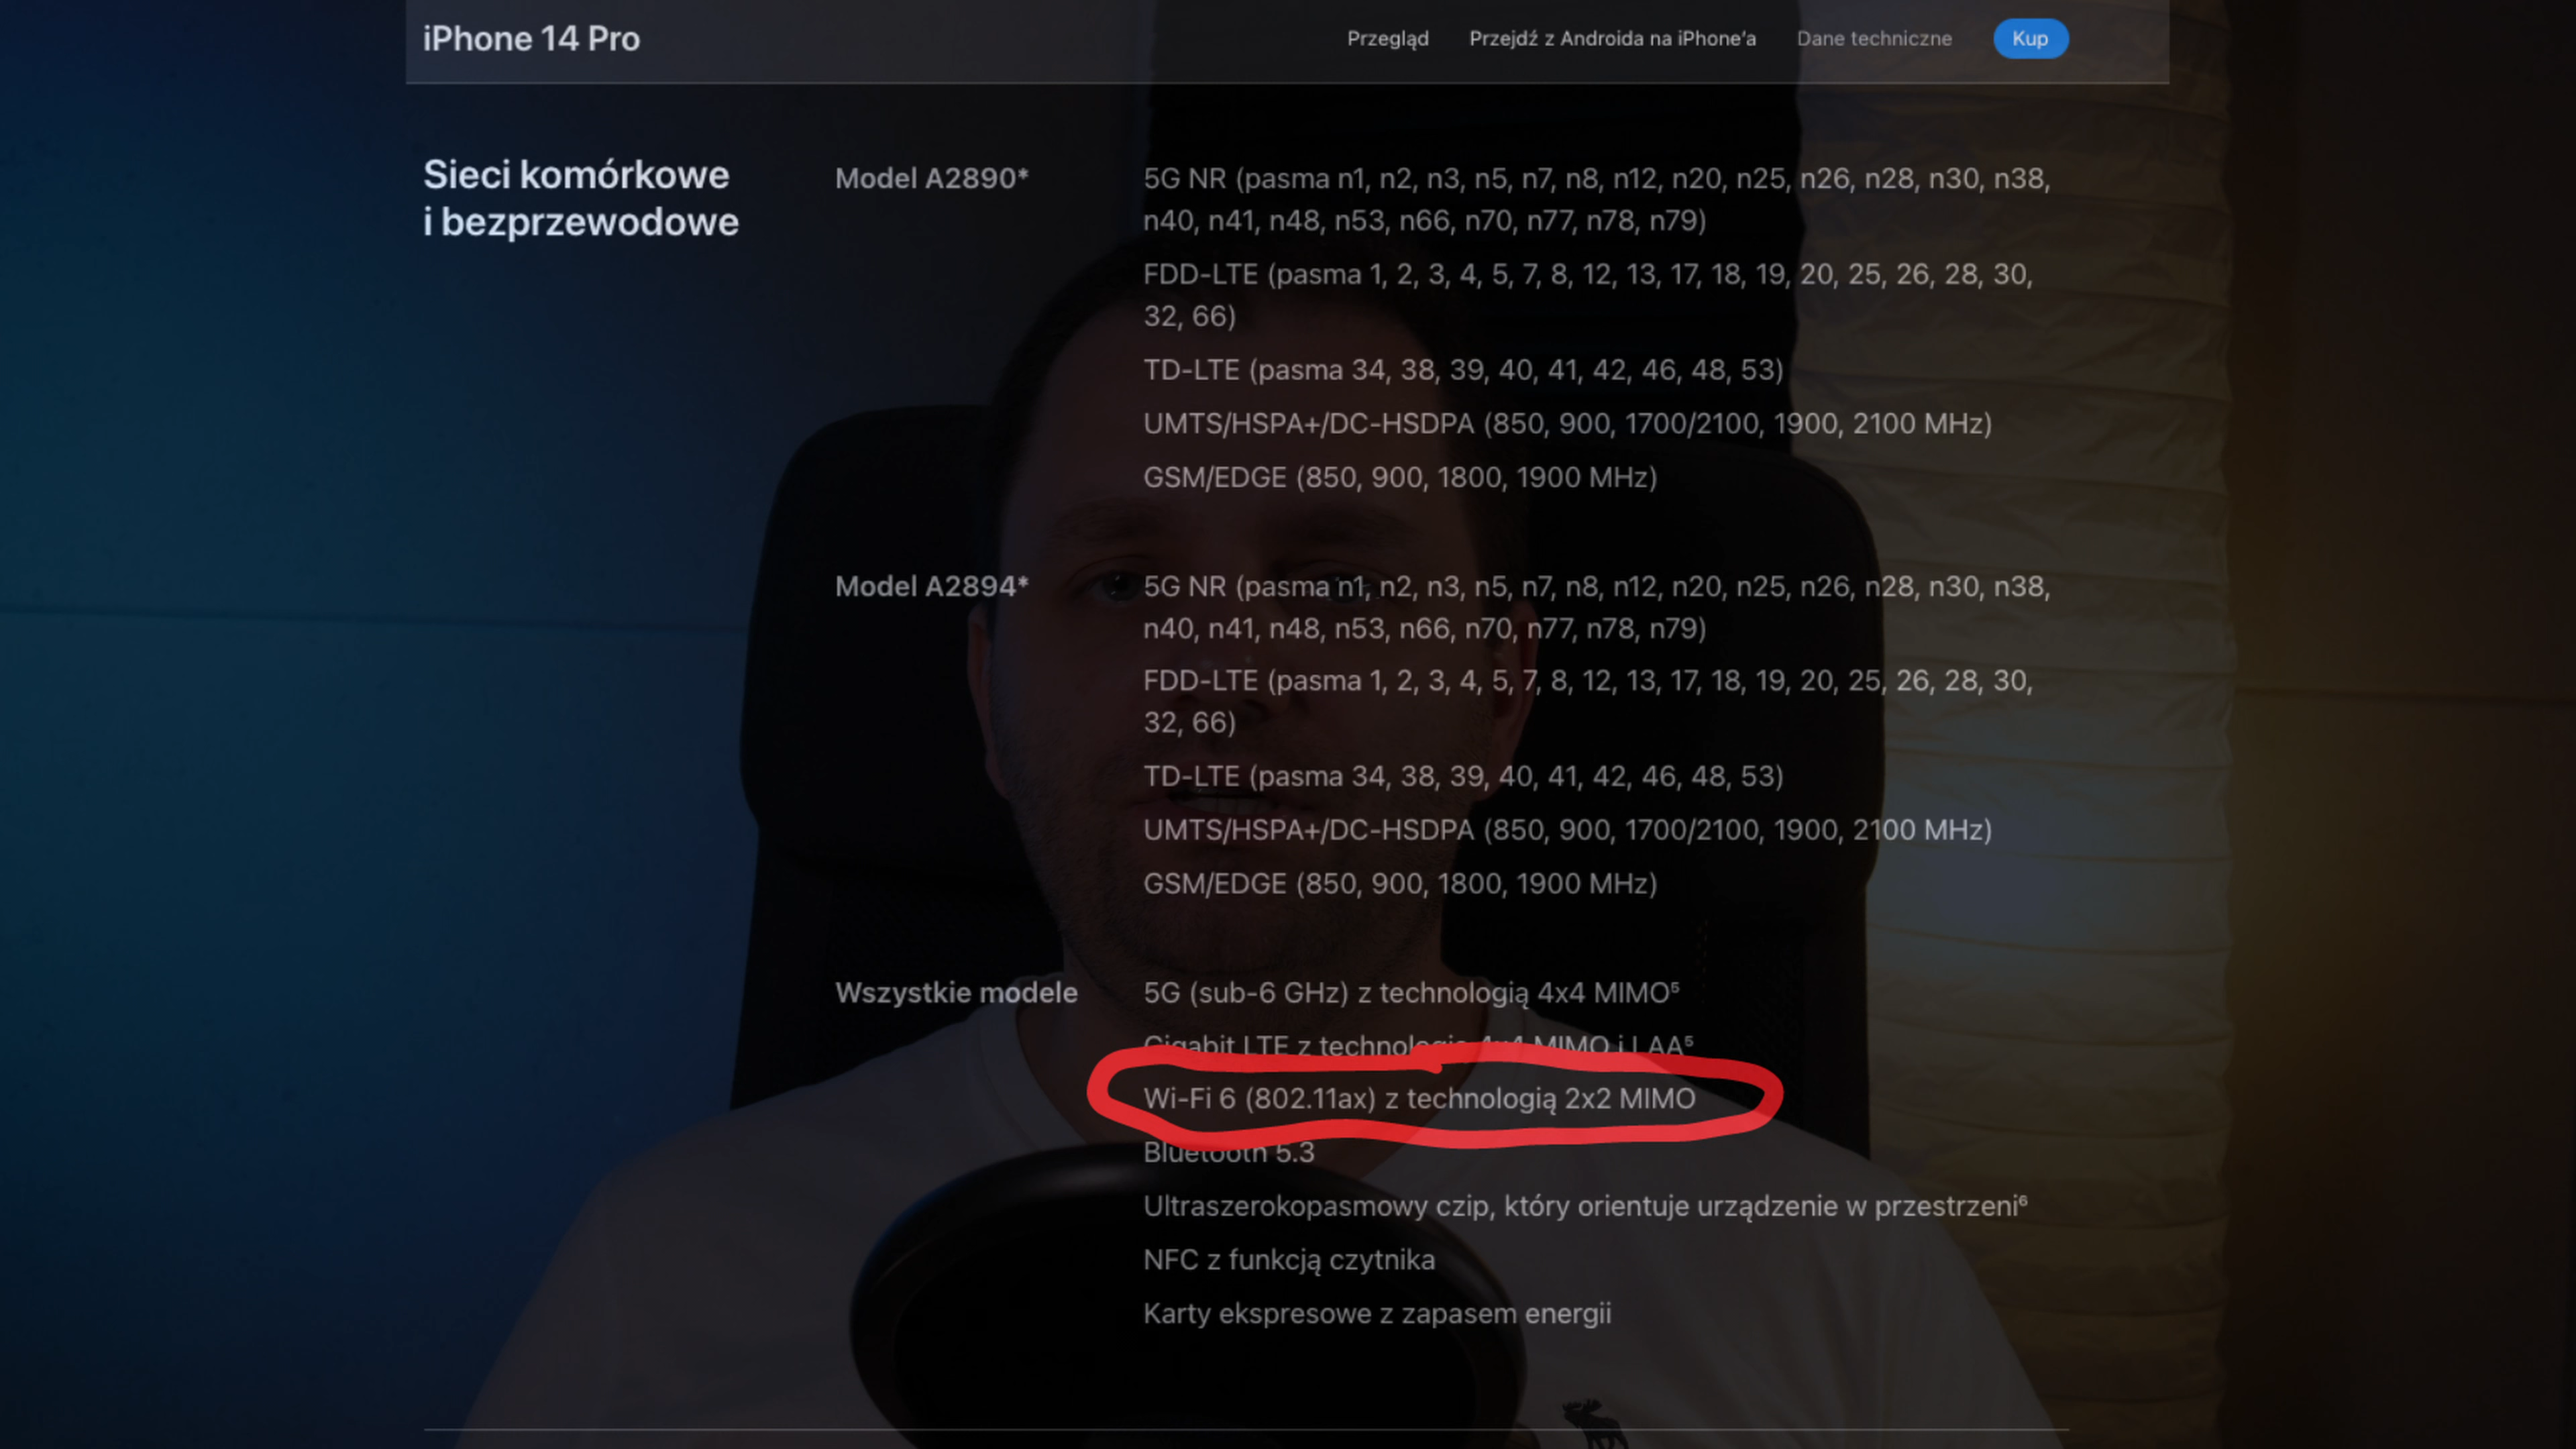 iPhone 14 Pro
Przegląd
Przejdź z Androida na iPhone'a
Dane techniczne
Kup
Sieci komórkowe
i bezprzewodowe
Model A2890*
5G NR (pasma n1, n2, n3, n5, n7, n8, n12, n20, n25, n26, n28, n30, n38,
n40, n41, n48, n53, n66, n70, n77, n78, n79)
FDD-LTE (pasma 1, 2, 3, 4, 5, 7, 8, 12, 13, 17, 18, 19, 20, 25, 26, 28, 30,
32, 66)
TD-LTE (pasma 34, 38, 39, 40, 41, 42, 46, 48, 53)
UMTS/HSPA+/DC-HSDPA (850, 900, 1700/2100, 1900, 2100 MHz)
GSM/EDGE (850, 900, 1800, 1900 MHz)
Model A2894*
5G NR (pasma n1, n2, n3, n5, n7, n8, n12, n20, n25, n26, n28, n30, n38,
n40, n41, n48, n53, n66, n70, n77, n78, n79)
FDD-LTE (pasma 1, 2, 3, 4, 5, 7, 8, 12, 13, 17, 18, 19, 20, 25, 26, 28, 30,
32, 66)
TD-LTE (pasma 34, 38, 39, 40, 41, 42, 46, 48, 53)
UMTS/HSPA+/DC-HSDPA (850, 900, 1700/2100, 1900, 2100 MHz)
GSM/EDGE (850, 900, 1800, 1900 MHz)
Wszystkie modele
5G (sub-6 GHz) z technologią 4x4 MIMO⁵
Gigabit LTE z technologią 4x4 MIMO i LAA⁵
Wi-Fi 6 (802.11ax) z technologią 2x2 MIMO
Bluetooth 5.3
Ultraszerokopasmowy czip, który orientuje urządzenie w przestrzeni⁶
NFC z funkcją czytnika
Karty ekspresowe z zapasem energii